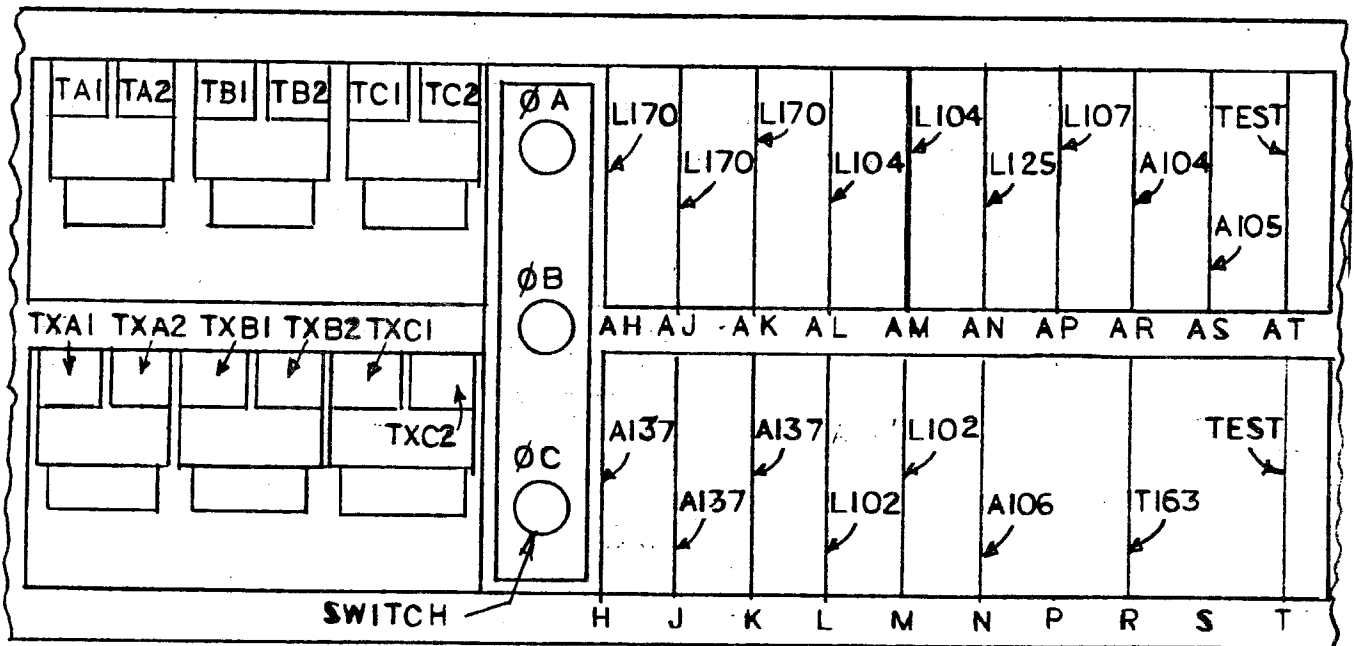 TA1 TA2 TB1 TB2 TC1 TC2
ØA
L170 L170 L104 L107 TEST
L170 L104 L125 A104
A105
ØB
TXA1 TXA2 TXB1 TXB2 TXC1
AH AJ AK AL AM AN AP AR AS AT
TXC2
ØC
A137 A137 L102 TEST
A137 L102 A106 T163
SWITCH
H J K L M N P R S T